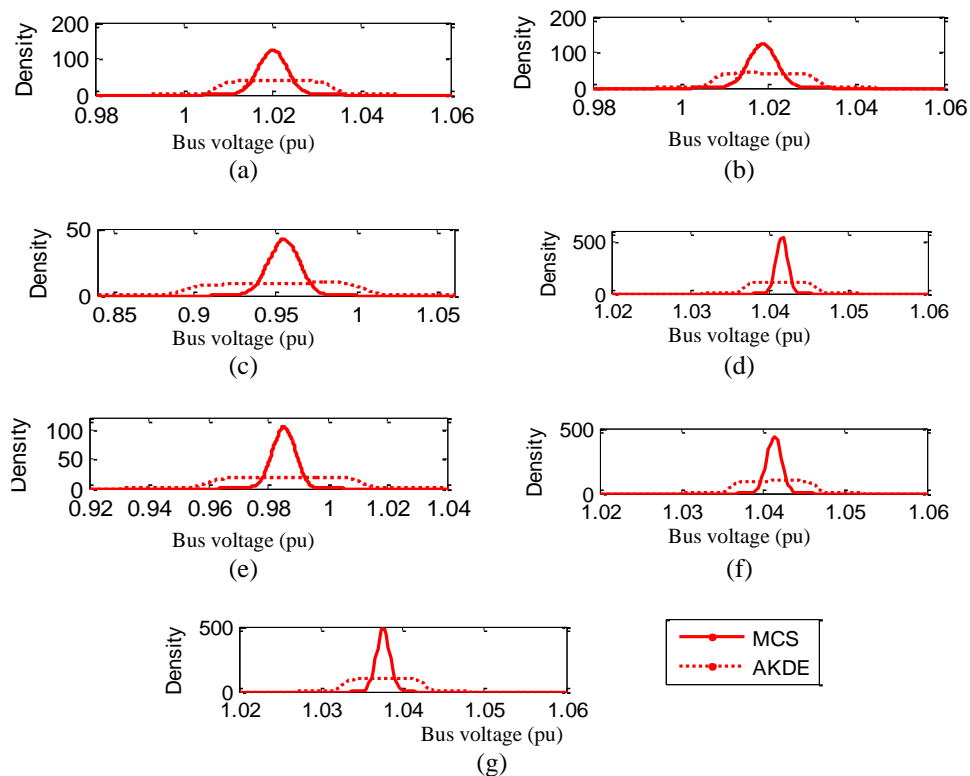 Density
200
100
0
0.98
1
1.02
1.04
1.06
Bus voltage (pu)
(a)
Density
200
100
0
0.98
1
1.02
1.04
1.06
Bus voltage (pu)
(b)
Density
50
0
0.85
0.9
0.95
1
1.05
Bus voltage (pu)
(c)
Density
500
0
1.02
1.03
1.04
1.05
1.06
Bus voltage (pu)
(d)
Density
100
50
0
0.92
0.94
0.96
0.98
1
1.02
1.04
Bus voltage (pu)
(e)
Density
500
0
1.02
1.03
1.04
1.05
1.06
Bus voltage (pu)
(f)
Density
500
0
1.02
1.03
1.04
1.05
1.06
Bus voltage (pu)
(g)
MCS
AKDE